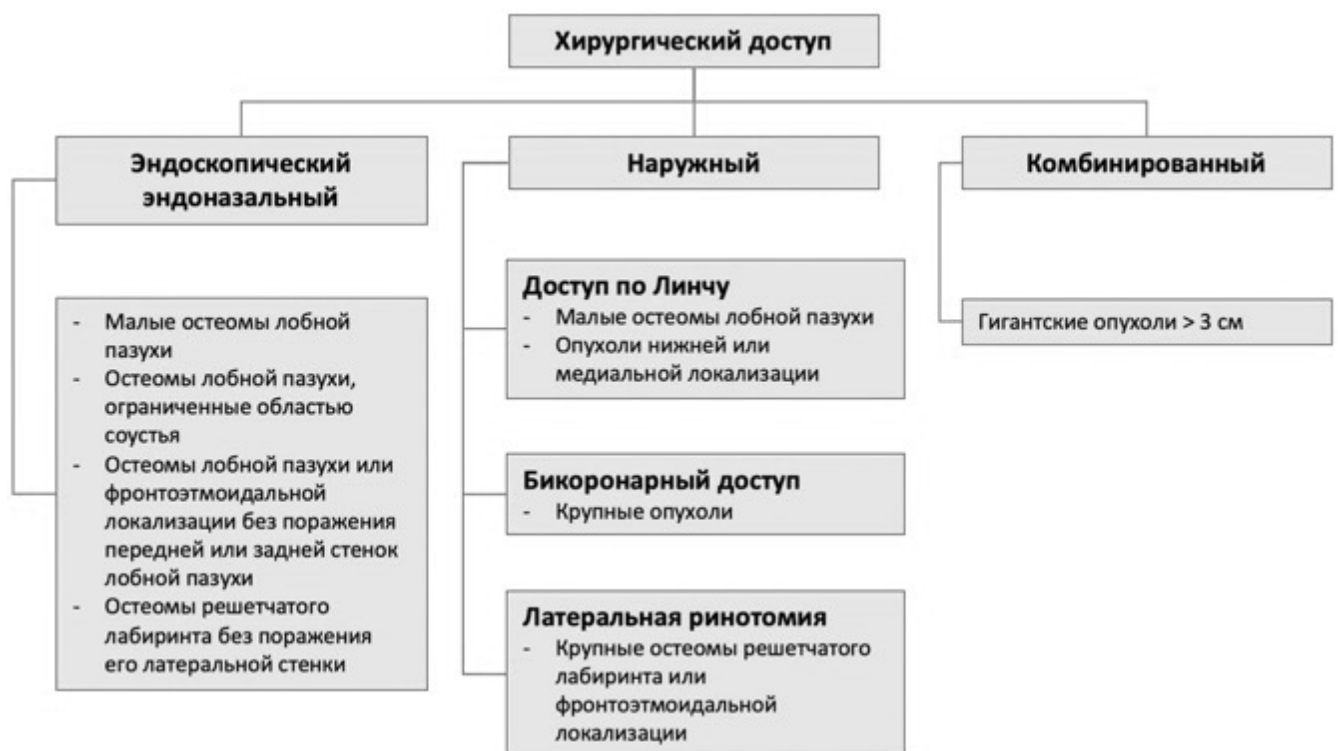 Хирургический доступ
Эндоскопический
эндоназальный
- Малые остеомы лобной
пазухи
- Остеомы лобной пазухи,
ограниченные областью
соустья
- Остеомы лобной пазухи или
фронтоэтмоидальной
локализации без поражения
передней или задней стенок
лобной пазухи
- Остеомы решетчатого
лабиринта без поражения
его латеральной стенки
Наружный
Доступ по Линчу
- Малые остеомы лобной пазухи
- Опухоли нижней или
медиальной локализации
Бикоронарный доступ
- Крупные опухоли
Латеральная ринотомия
- Крупные остеомы решетчатого
лабиринта или
фронтоэтмоидальной
локализации
Комбинированный
Гигантские опухоли > 3 см